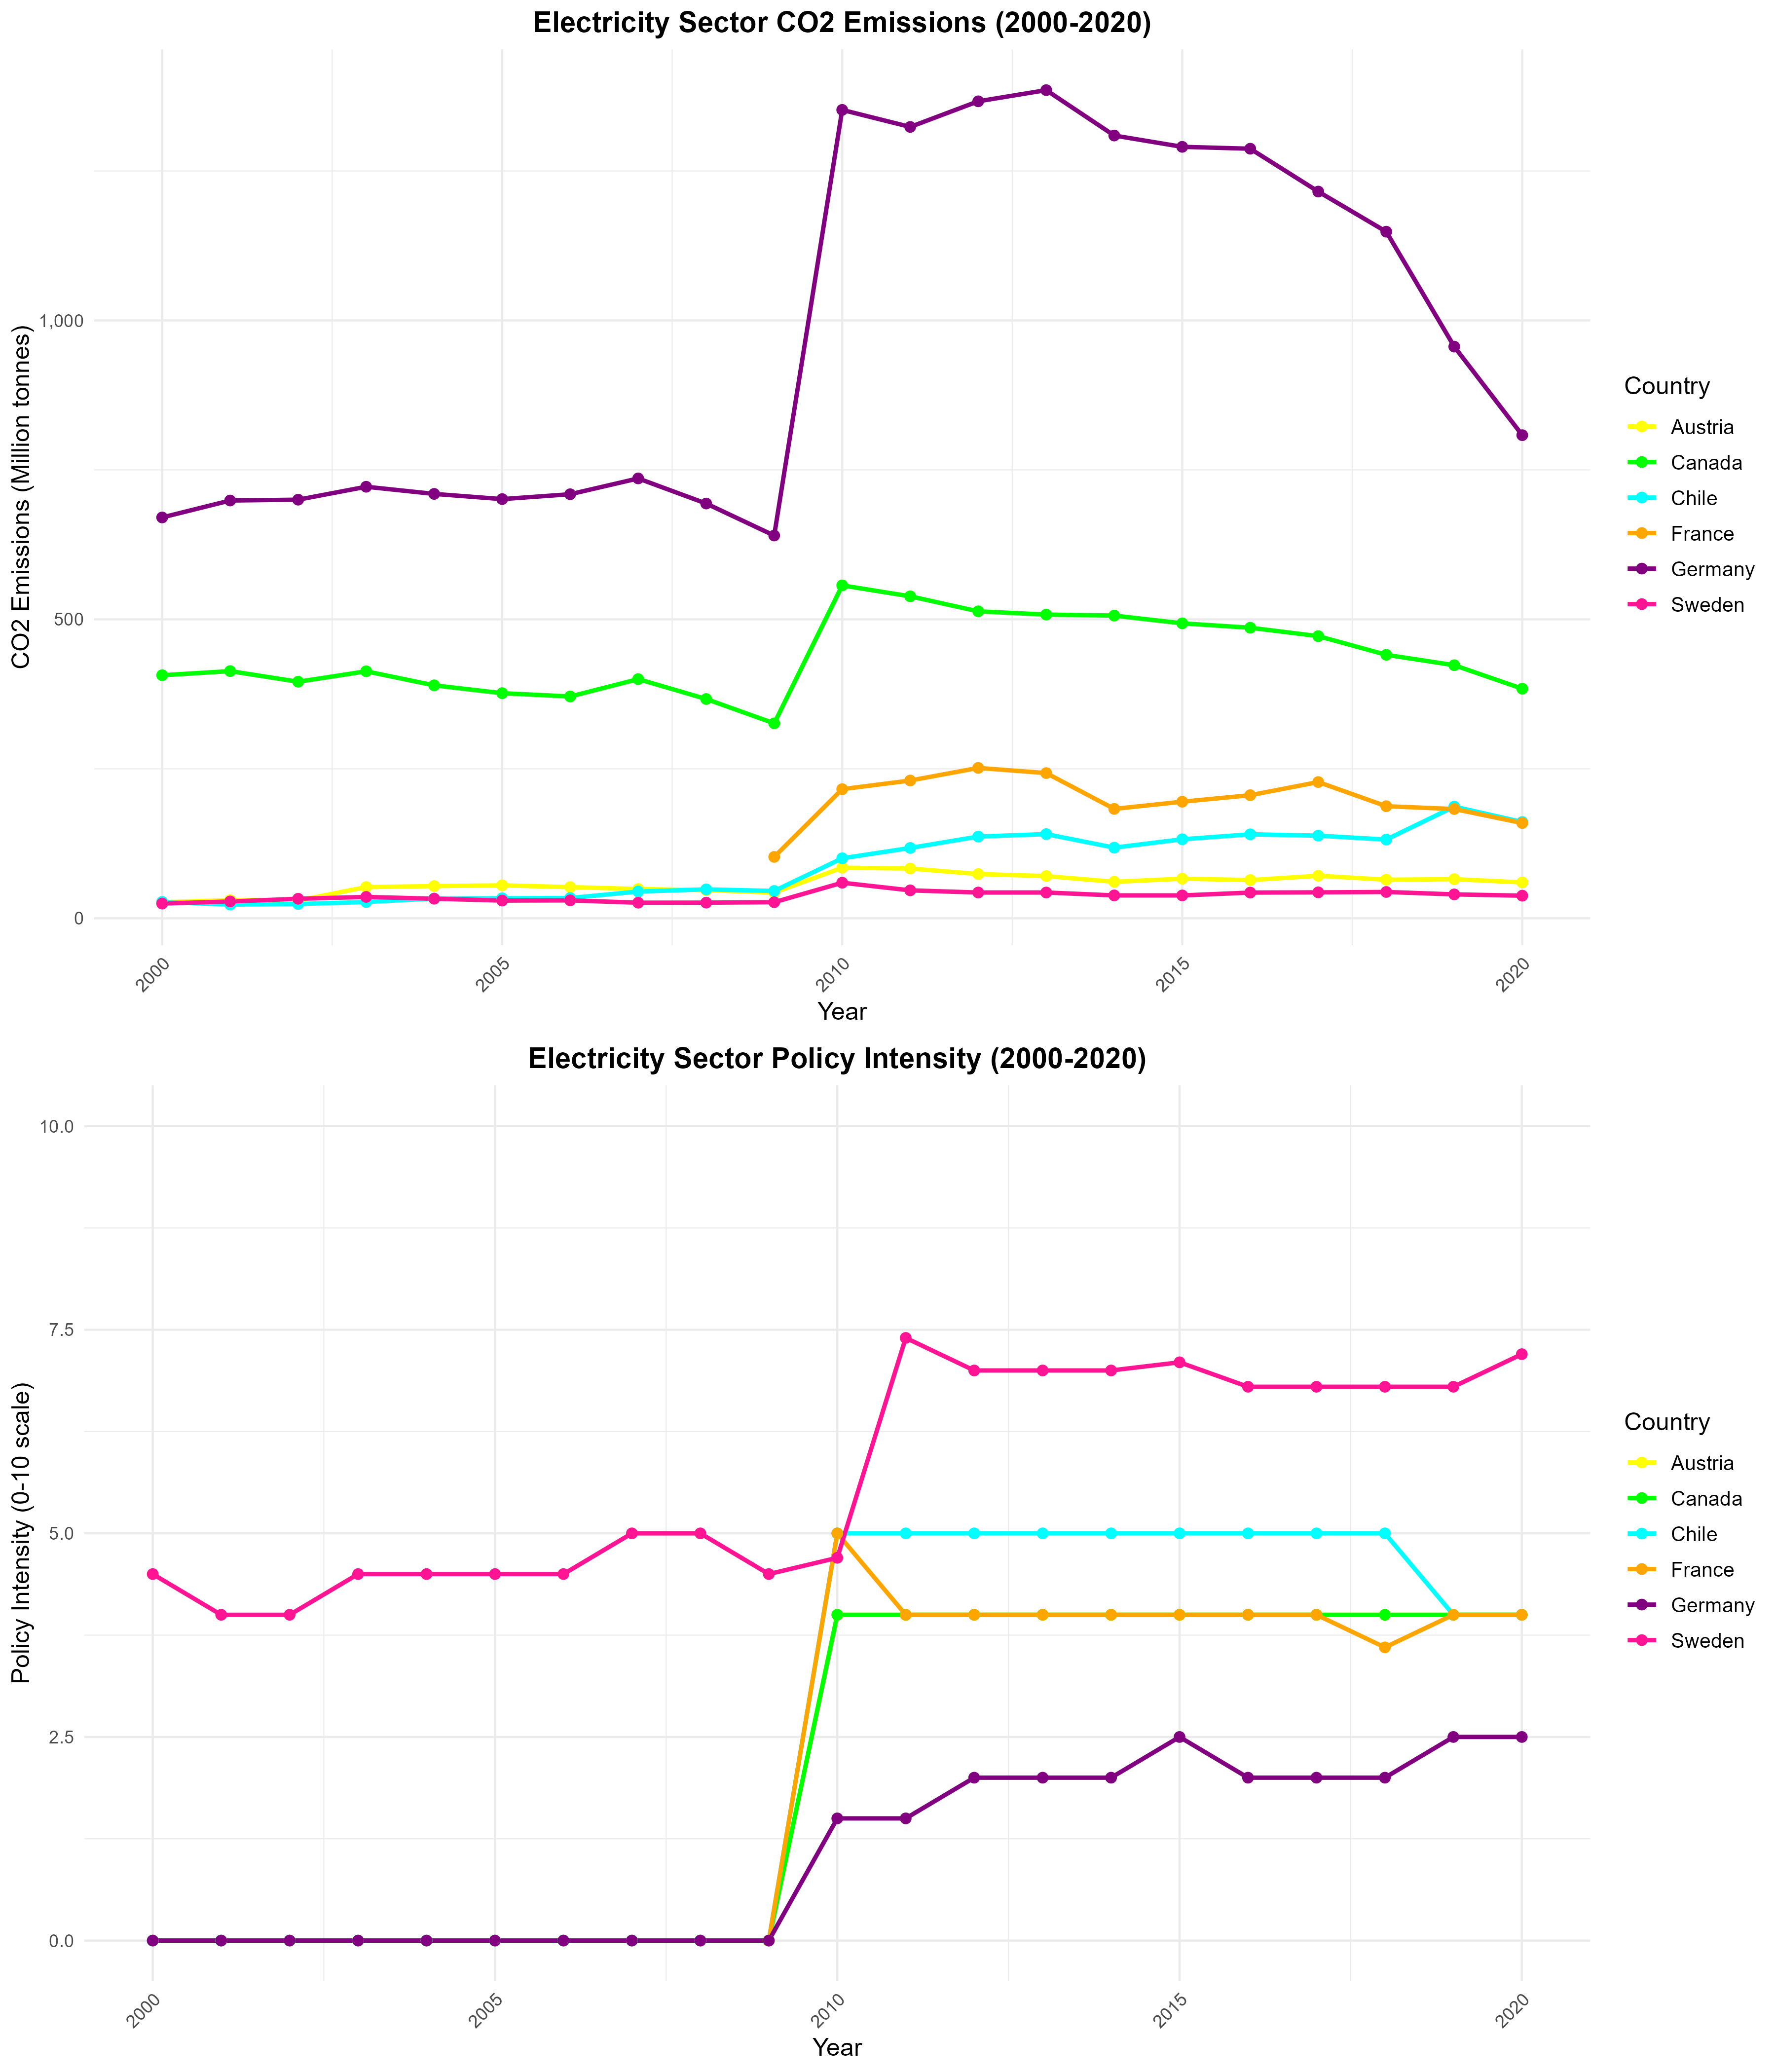 Electricity Sector CO2 Emissions (2000-2020)
CO2 Emissions (Million tonnes)
1,000
500
0
2000
2005
2010
2015
2020
Year
Country
Austria
Canada
Chile
France
Germany
Sweden
Electricity Sector Policy Intensity (2000-2020)
Policy Intensity (0-10 scale)
10.0
7.5
5.0
2.5
0.0
2000
2005
2010
2015
2020
Year
Country
Austria
Canada
Chile
France
Germany
Sweden